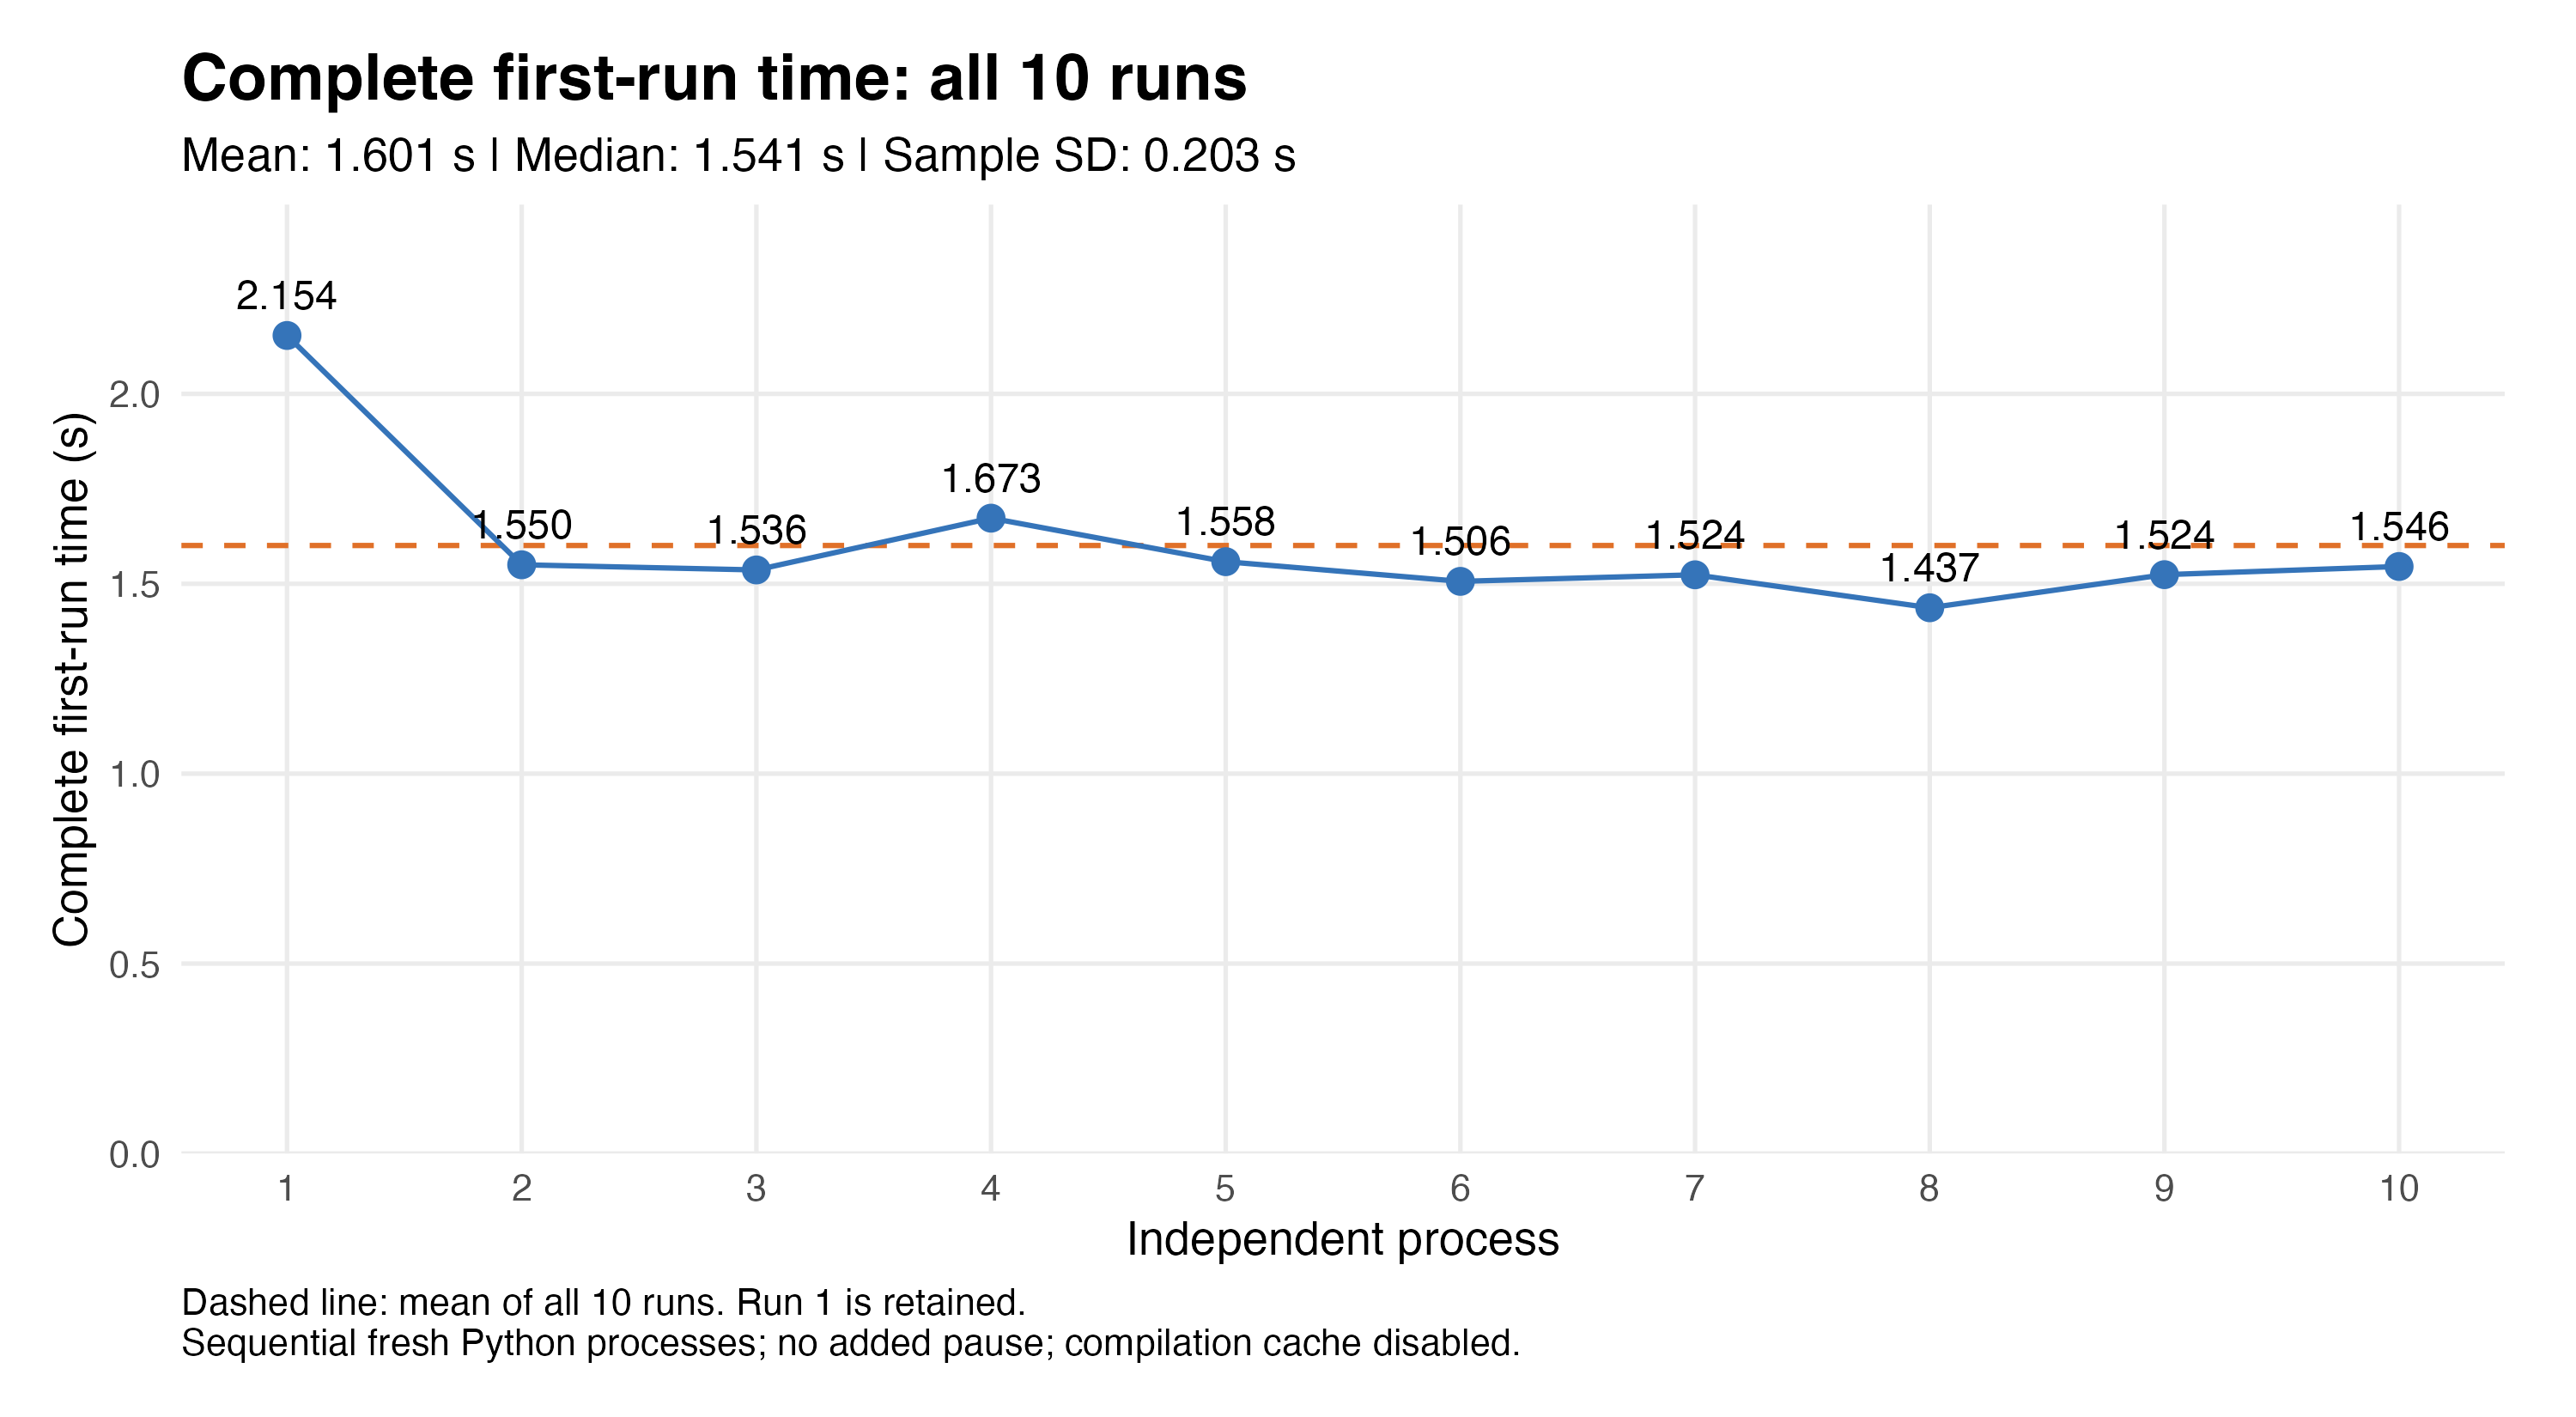 Complete first-run time: all 10 runs
Mean: 1.601 s | Median: 1.541 s | Sample SD: 0.203 s
Complete first-run time (s)
2.0
1.5
1.0
0.5
0.0
2.154
1.550
1.536
1.673
1.558
1.506
1.524
1.437
1.524
1.546
1 2 3 4 5 6 7 8 9 10
Independent process
Dashed line: mean of all 10 runs. Run 1 is retained.
Sequential fresh Python processes; no added pause; compilation cache disabled.